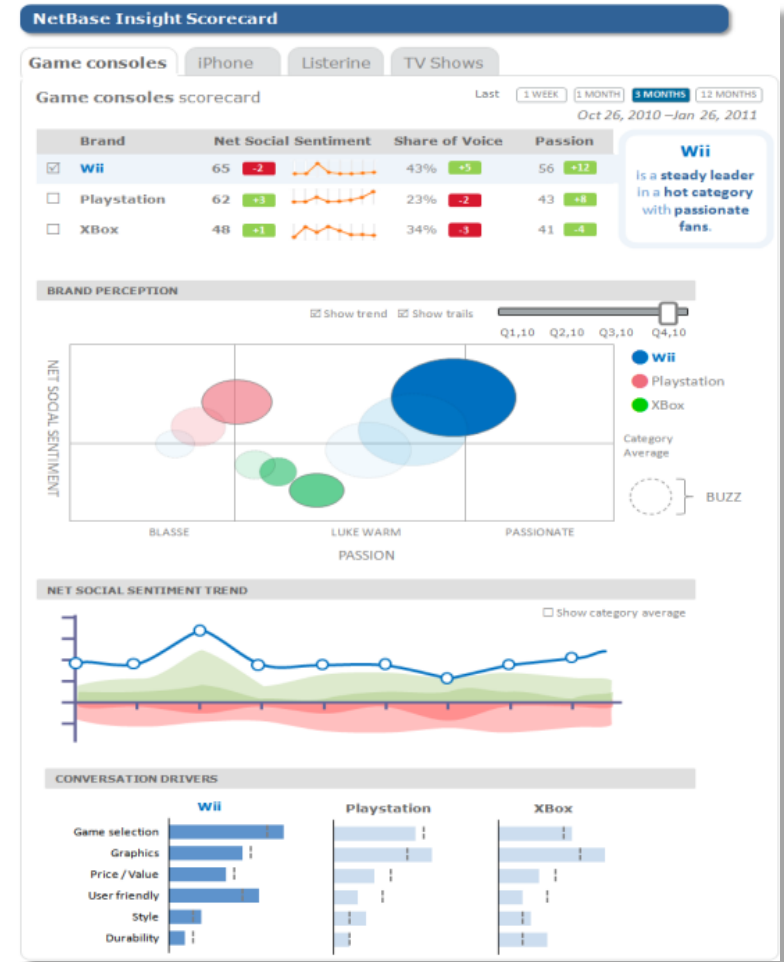 NetBase Insight Scorecard
Game consoles iPhone Listerine TV Shows
Game consoles scorecard Last 1 WEEK 1 MONTH 3 MONTHS 12 MONTHS
Oct 26, 2010 –Jan 26, 2011
Brand Net Social Sentiment Share of Voice Passion
Wii 65 -2 43% +5 56 +12
Playstation 62 +3 23% -2 43 +8
XBox 48 +1 34% -3 41 -4
Wii
is a steady leader
in a hot category
with passionate
fans.
BRAND PERCEPTION
Show trend Show trails
Q1,10 Q2,10 Q3,10 Q4,10
NET SOCIAL SENTIMENT
Wii
Playstation
XBox
Category
Average
BUZZ
BLASSE LUKE WARM PASSIONATE
PASSION
NET SOCIAL SENTIMENT TREND
Show category average
CONVERSATION DRIVERS
Wii Playstation XBox
Game selection
Graphics
Price / Value
User friendly
Style
Durability